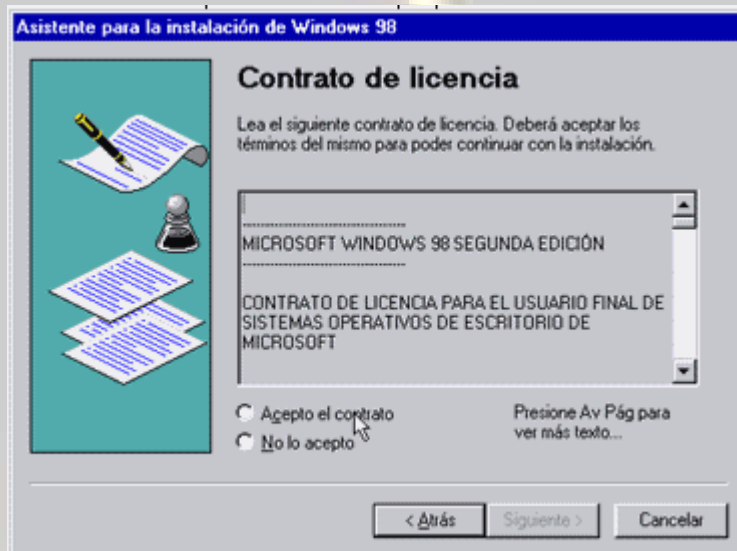 Asistente para la instalación de Windows 98
Contrato de licencia
Lea el siguiente contrato de licencia. Deberá aceptar los
términos del mismo para poder continuar con la instalación.
MICROSOFT WINDOWS 98 SEGUNDA EDICIÓN
CONTRATO DE LICENCIA PARA EL USUARIO FINAL DE
SISTEMAS OPERATIVOS DE ESCRITORIO DE
MICROSOFT
Acepto el contrato
No lo acepto
Presione Av Pág para
ver más texto...
< Atrás
Siguiente >
Cancelar